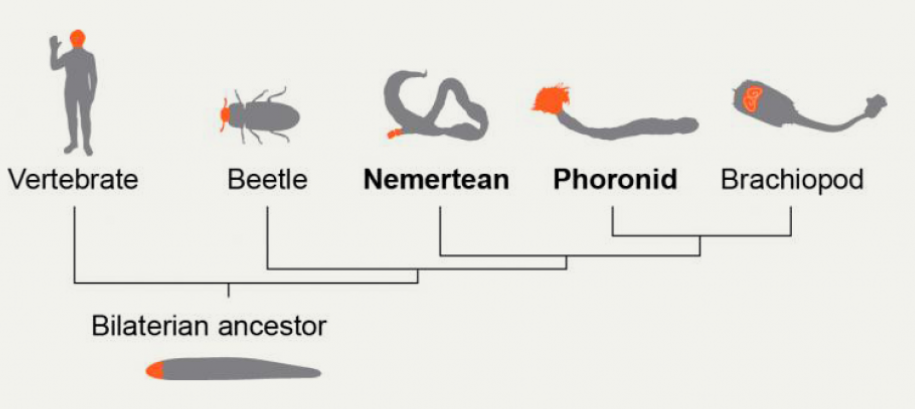 Vertebrate Beetle Nemertean Phoronid Brachiopod
Bilaterian ancestor